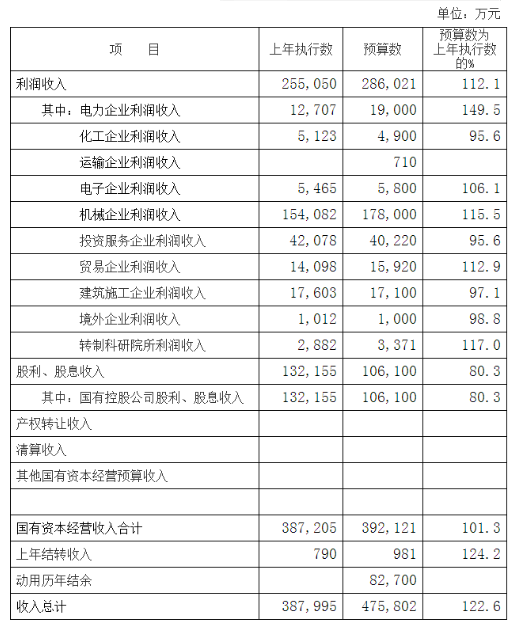 单位：万元
项 目 上年执行数 预算数 预算数为
上年执行数
的%
利润收入 255,050 286,021 112.1
其中：电力企业利润收入 12,707 19,000 149.5
化工企业利润收入 5,123 4,900 95.6
运输企业利润收入 710
电子企业利润收入 5,465 5,800 106.1
机械企业利润收入 154,082 178,000 115.5
投资服务企业利润收入 42,078 40,220 95.6
贸易企业利润收入 14,098 15,920 112.9
建筑施工企业利润收入 17,603 17,100 97.1
境外企业利润收入 1,012 1,000 98.8
转制科研院所利润收入 2,882 3,371 117.0
股利、股息收入 132,155 106,100 80.3
其中：国有控股公司股利、股息收入 132,155 106,100 80.3
产权转让收入
清算收入
其他国有资本经营预算收入
国有资本经营收入合计 387,205 392,121 101.3
上年结转收入 790 981 124.2
动用历年结余 82,700
收入总计 387,995 475,802 122.6